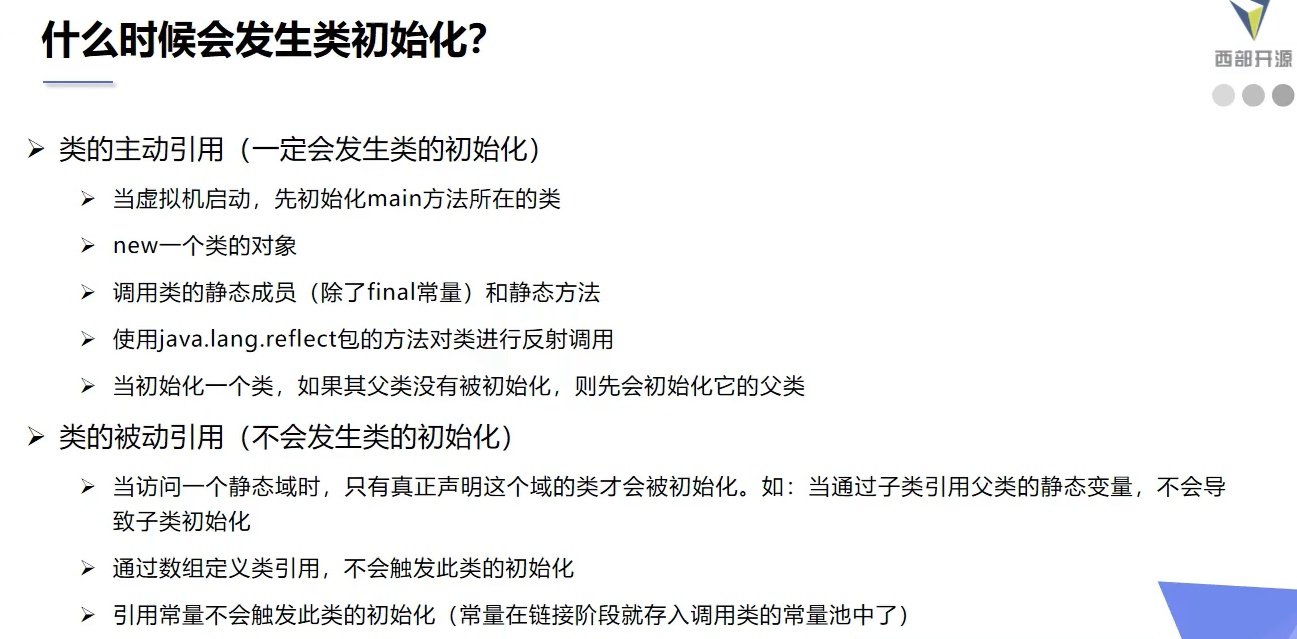 什么时候会发生类初始化？
西部开源
类的主动引用（一定会发生类的初始化）
当虚拟机启动，先初始化main方法所在的类
new一个类的对象
调用类的静态成员（除了final常量）和静态方法
使用java.lang.reflect包的方法对类进行反射调用
当初始化一个类，如果其父类没有被初始化，则先会初始化它的父类
类的被动引用（不会发生类的初始化）
当访问一个静态域时，只有真正声明这个域的类才会被初始化。如：当通过子类引用父类的静态变量，不会导
致子类初始化
通过数组定义类引用，不会触发此类的初始化
引用常量不会触发此类的初始化（常量在链接阶段就存入调用类的常量池中了）